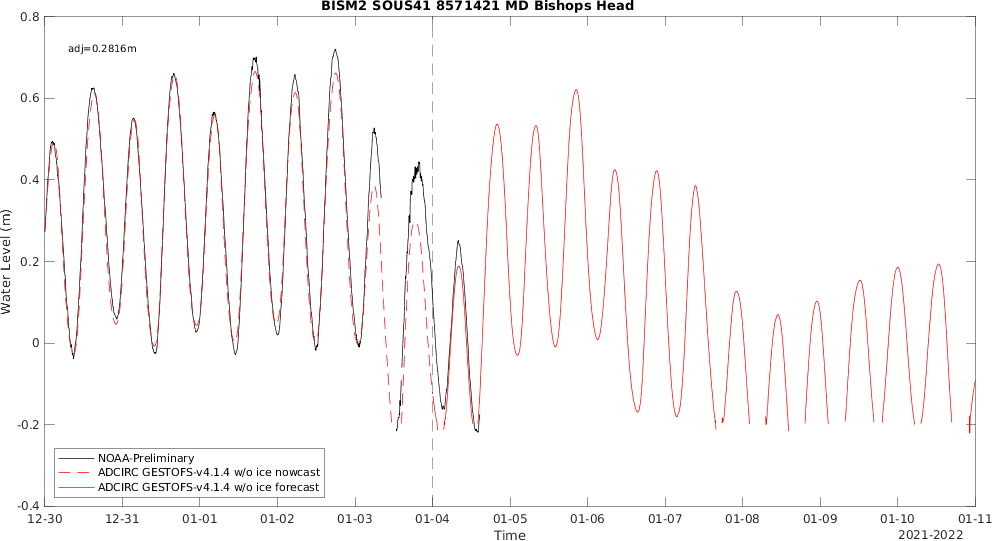 BISM2 SOUS41 8571421 MD Bishops Head
adj=0.2816m
0.8
0.6
0.4
0.2
0
-0.2
-0.4
Water Level (m)
NOAA-Preliminary
ADCIRC GESTOFS-v4.1.4 w/o ice nowcast
ADCIRC GESTOFS-v4.1.4 w/o ice forecast
12-30 12-31 01-01 01-02 01-03 01-04 01-05 01-06 01-07 01-08 01-09 01-10 01-11
Time
2021-2022